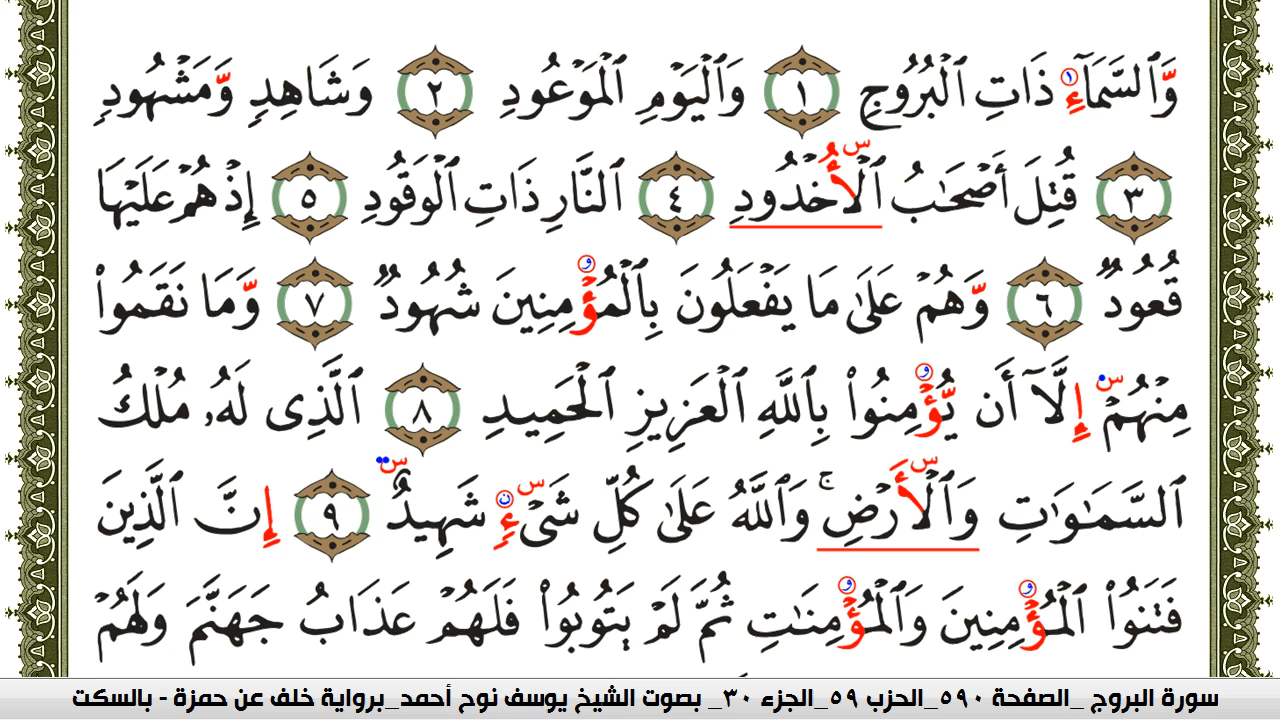 وَّٱلسَّمَآءِ ذَاتِ ٱلۡبُرُوجِ ١ وَٱلۡيَوۡمِ ٱلۡمَوۡعُودِ ٢ وَشَاهِدٖ وَّمَشۡهُودٖ
٣ قُتِلَ أَصۡحَٰبُ ٱلۡأُخۡدُودِ ٤ ٱلنَّارِ ذَاتِ ٱلۡوَقُودِ ٥ إِذۡ هُمۡ عَلَيۡهَا
قُعُودٞ ٦ وَّهُمۡ عَلَىٰ مَا يَفۡعَلُونَ بِٱلۡمُؤۡمِنِينَ شُهُودٞ ٧ وَّمَا نَقَمُواْ
مِنۡهُمۡ إِلَّآ أَن يُّؤۡمِنُواْ بِٱللَّهِ ٱلۡعَزِيزِ ٱلۡحَمِيدِ ٨ ٱلَّذِي لَهُۥ مُلۡكُ
ٱلسَّمَٰوَٰتِ وَٱلۡأَرۡضِۚ وَٱللَّهُ عَلَىٰ كُلِّ شَيۡءٖ شَهِيدٌ ٩ إِنَّ ٱلَّذِينَ
فَتَنُواْ ٱلۡمُؤۡمِنِينَ وَٱلۡمُؤۡمِنَٰتِ ثُمَّ لَمۡ يَتُوبُواْ فَلَهُمۡ عَذَابُ جَهَنَّمَ وَلَهُمۡ
سورة البروج _الصفحة ٥٩٠_الحزب ٥٩_الجزء ٣٠_ بصوت الشيخ يوسف نوح أحمد_برواية خلف عن حمزة - بالسكت